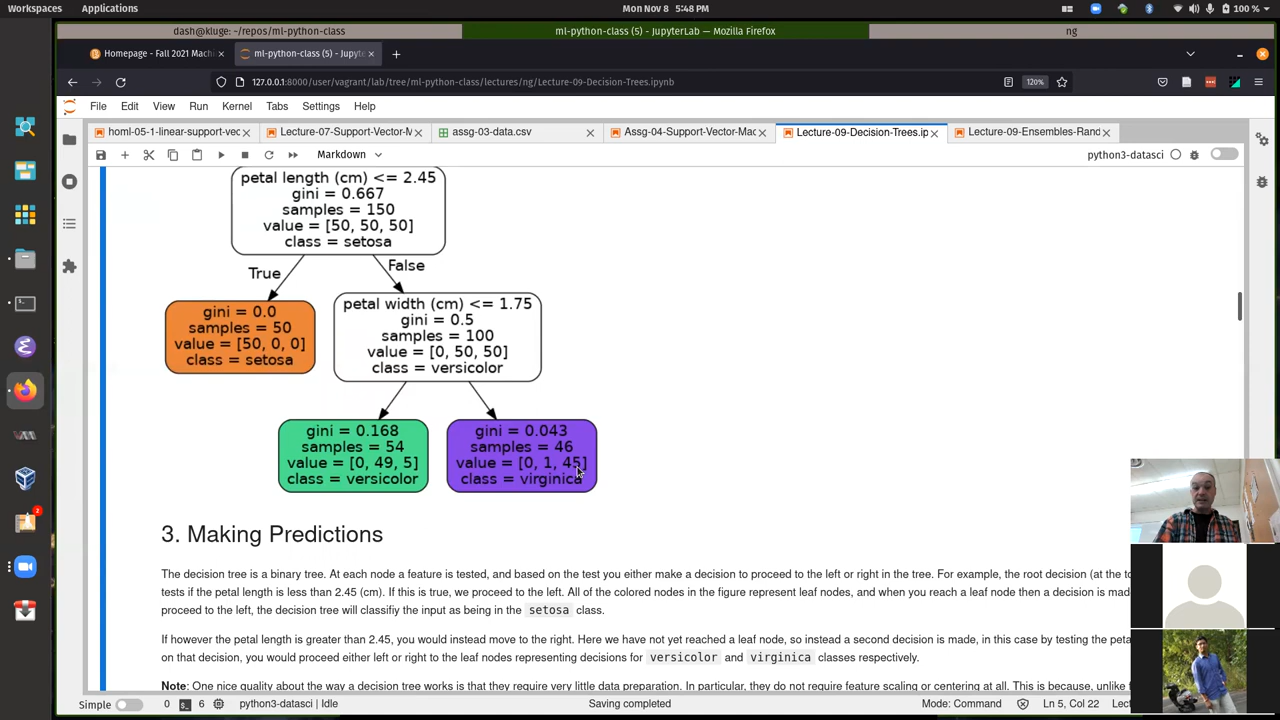 Workspaces Applications Mon Nov 8 5:48 PM 100 %
dash@kluge: ~/repos/ml-python-class ml-python-class (5) - JupyterLab — Mozilla Firefox ng
Homepage - Fall 2021 Machi ml-python-class (5) - Jupyte
127.0.0.1:8000/user/vagrant/lab/tree/ml-python-class/lectures/ng/Lecture-09-Decision-Trees.ipynb 120%
File Edit View Run Kernel Tabs Settings Help
homl-05-1-linear-support-vec Lecture-07-Support-Vector-M assg-03-data.csv Assg-04-Support-Vector-Mac Lecture-09-Decision-Trees.ip Lecture-09-Ensembles-Rand
Markdown python3-datasci
petal length (cm) <= 2.45
gini = 0.667
samples = 150
value = [50, 50, 50]
class = setosa
True False
gini = 0.0
samples = 50
value = [50, 0, 0]
class = setosa
petal width (cm) <= 1.75
gini = 0.5
samples = 100
value = [0, 50, 50]
class = versicolor
gini = 0.168
samples = 54
value = [0, 49, 5]
class = versicolor
gini = 0.043
samples = 46
value = [0, 1, 45]
class = virginica
3. Making Predictions
The decision tree is a binary tree. At each node a feature is tested, and based on the test you either make a decision to proceed to the left or right in the tree. For example, the root decision (at the to
tests if the petal length is less than 2.45 (cm). If this is true, we proceed to the left. All of the colored nodes in the figure represent leaf nodes, and when you reach a leaf node then a decision is made
proceed to the left, the decision tree will classifiy the input as being in the setosa class.
If however the petal length is greater than 2.45, you would instead move to the right. Here we have not yet reached a leaf node, so instead a second decision is made, in this case by testing the peta
on that decision, you would proceed either left or right to the leaf nodes representing decisions for versicolor and virginica classes respectively.
Note: One nice quality about the way a decision tree works is that they require very little data preparation. In particular, they do not require feature scaling or centering at all. This is because, unlike f
Simple 0 6 python3-datasci | Idle Saving completed Mode: Command Ln 5, Col 22 Lect
2